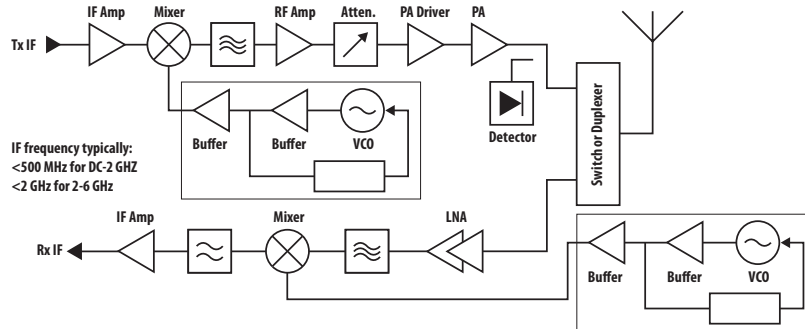 IF Amp
Mixer
RF Amp
Atten.
PA Driver
PA
Tx IF
Detector
Switch or Duplexer
Buffer
Buffer
VCO
IF frequency typically:
<500 MHz for DC-2 GHZ
<2 GHz for 2-6 GHz
IF Amp
Mixer
LNA
Rx IF
Buffer
Buffer
VCO